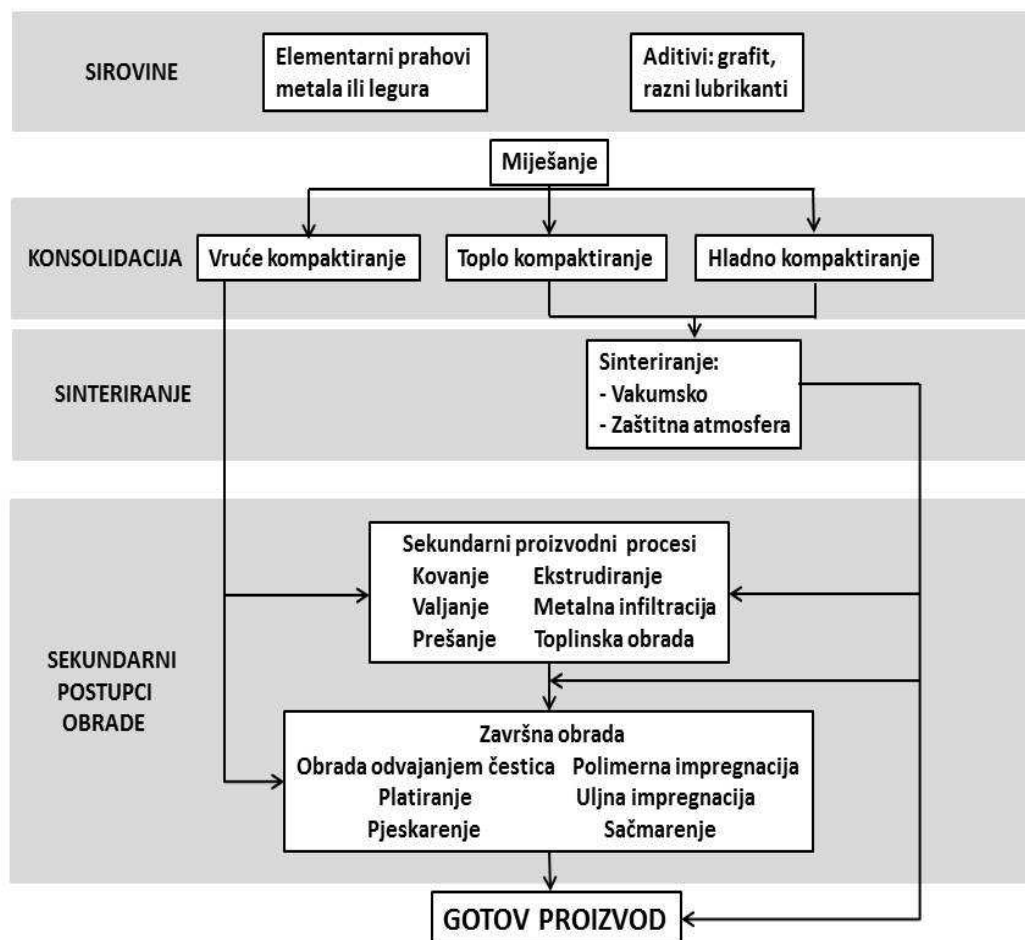 SIROVINE
Elementarni prahovi
metala ili legura
Aditivi: grafit,
razni lubrikanti
Miješanje
KONSOLIDACIJA
Vruće kompaktiranje
Toplo kompaktiranje
Hladno kompaktiranje
SINTERIRANJE
Sinteriranje:
- Vakumsko
- Zaštitna atmosfera
SEKUNDARNI
POSTUPCI
OBRADE
Sekundarni proizvodni procesi
Kovanje Ekstrudiranje
Valjanje Metalna infiltracija
Prešanje Toplinska obrada
Završna obrada
Obrada odvajanjem čestica Polimerna impregnacija
Platiranje Uljna impregnacija
Pjeskarenje Sačmarenje
GOTOV PROIZVOD